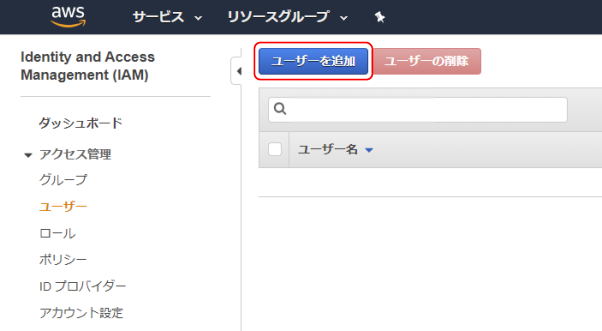 aws サービス リソースグループ
Identity and Access
Management (IAM)
ユーザーを追加 ユーザーの削除
ダッシュボード
アクセス管理
ユーザー名
グループ
ユーザー
ロール
ポリシー
ID プロバイダー
アカウント設定